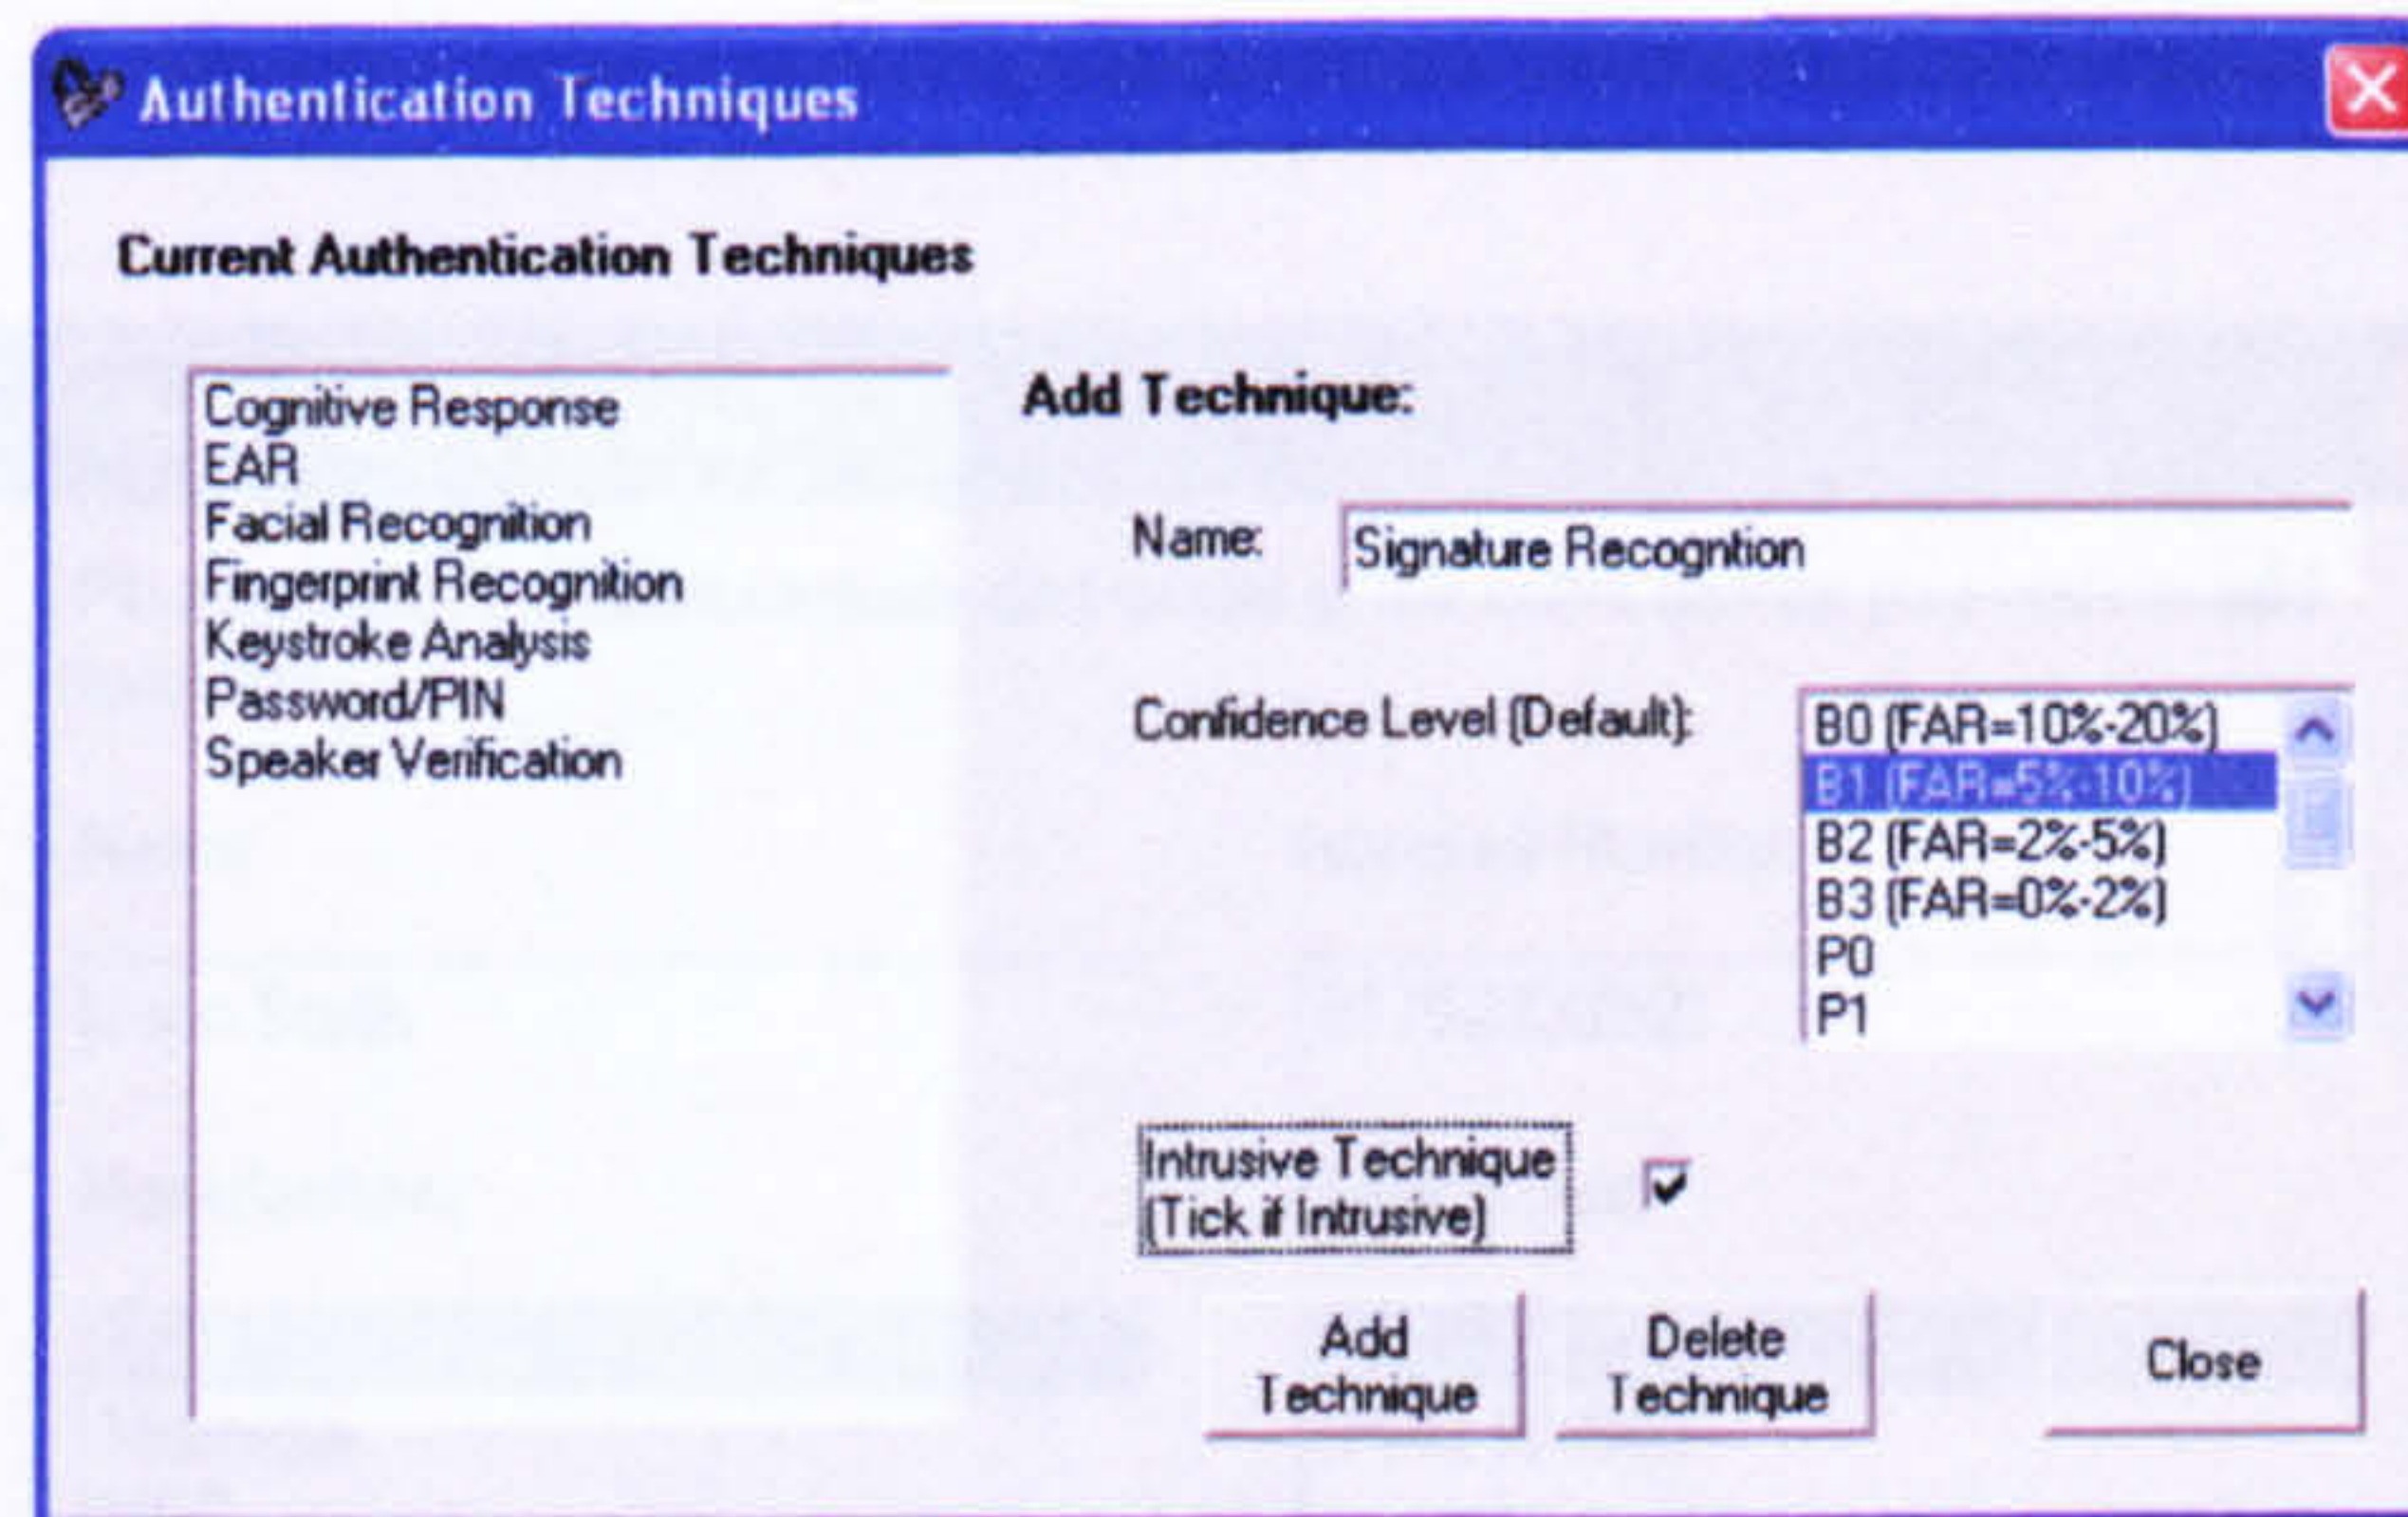 Authentication Techniques
Current Authentication Techniques
Cognitive Response
EAR
Facial Recognition
Fingerprint Recognition
Keystroke Analysis
Password/PIN
Speaker Verification
Add Technique:
Name: Signature Recogntion
Confidence Level (Default):
B0 (FAR=10%-20%)
B1 (FAR=5%-10%)
B2 (FAR=2%-5%)
B3 (FAR=0%-2%)
P0
P1
Intrusive Technique
(Tick if Intrusive)
Add
Technique
Delete
Technique
Close